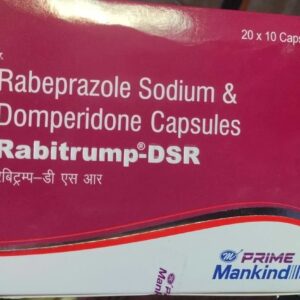 20 x 10 Caps
Rabeprazole Sodium &
Domperidone Capsules
Rabitrump®-DSR
रेबिट्रम्प-डी एस आर
PRIME
Mankind